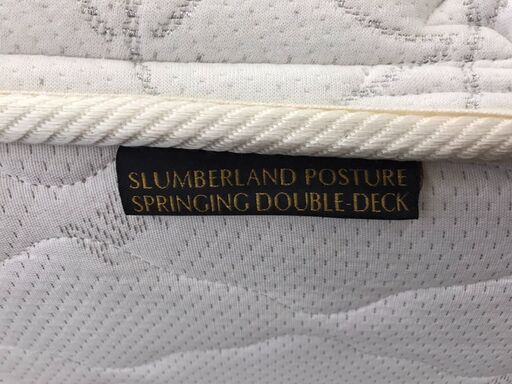 SLUMBERLAND POSTURE
SPRINGING DOUBLE-DECK